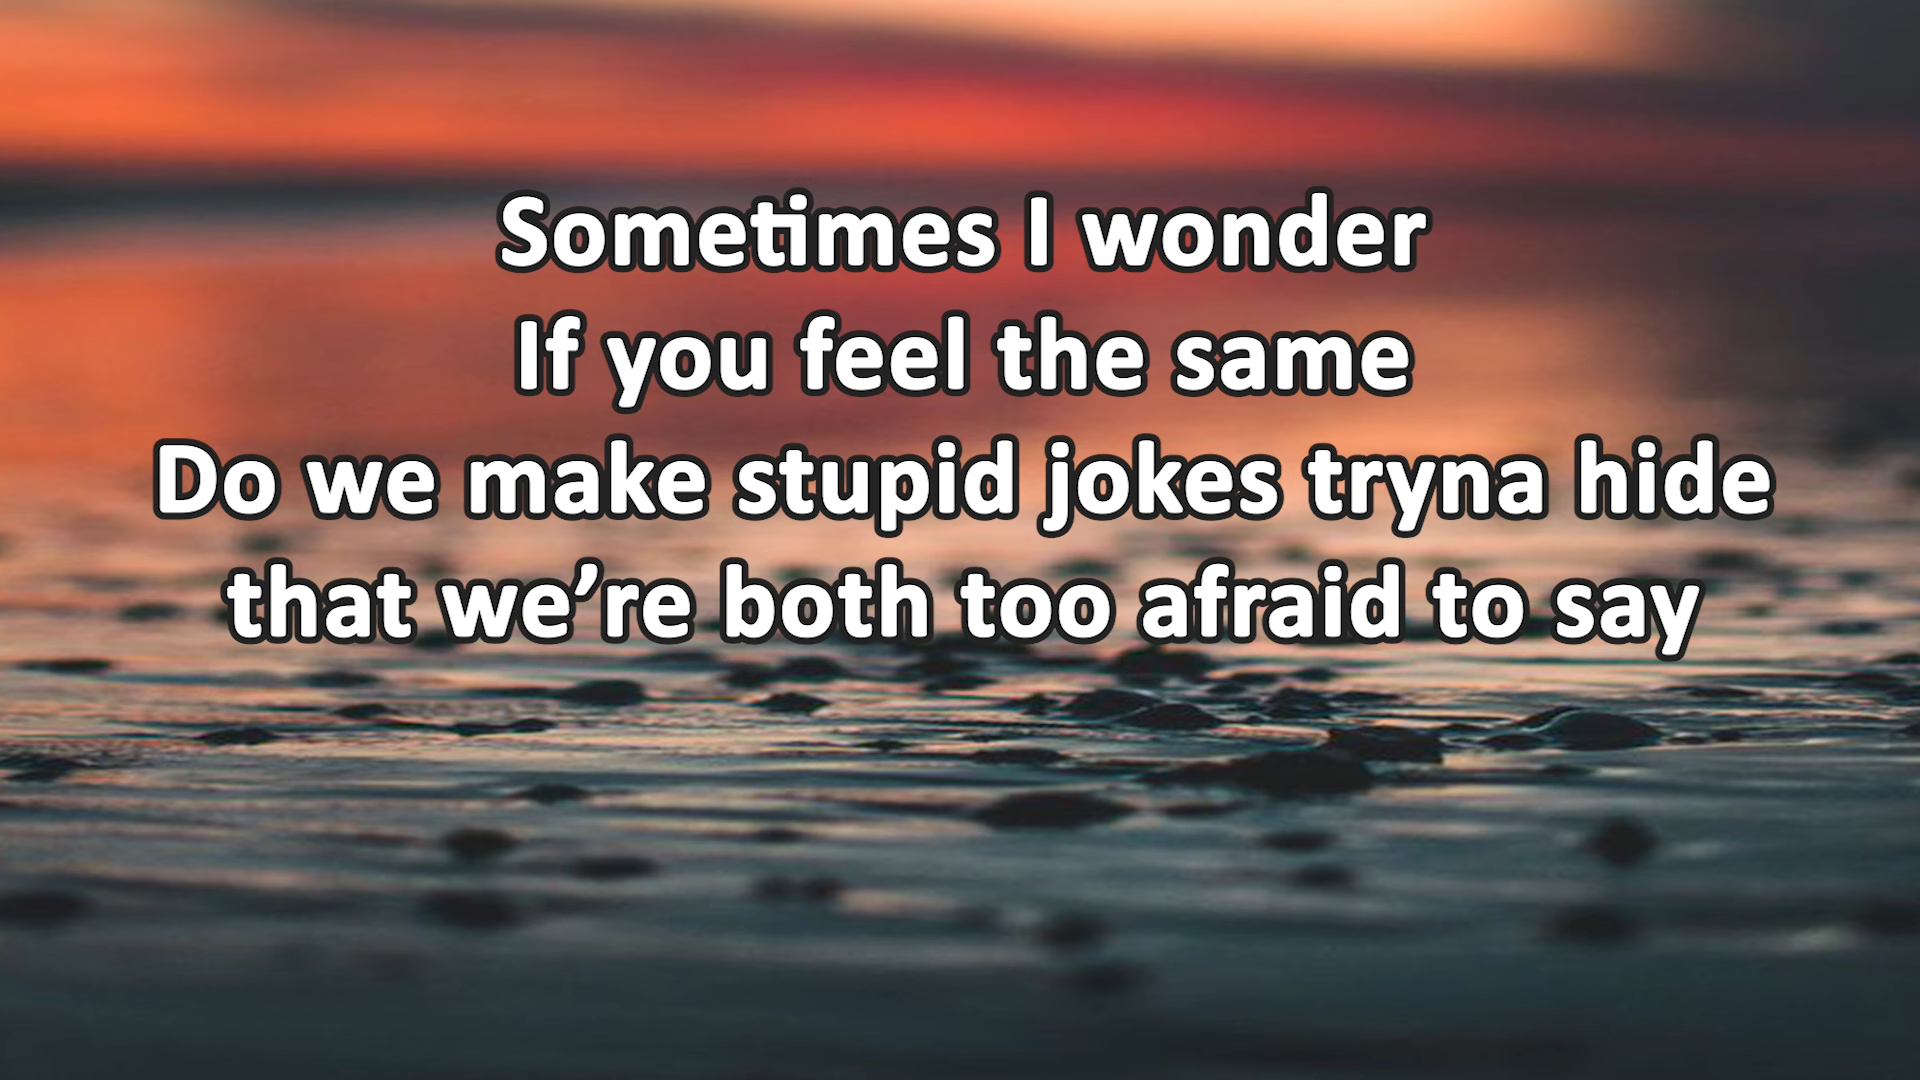 Sometimes I wonder
If you feel the same
Do we make stupid jokes tryna hide
that we’re both too afraid to say